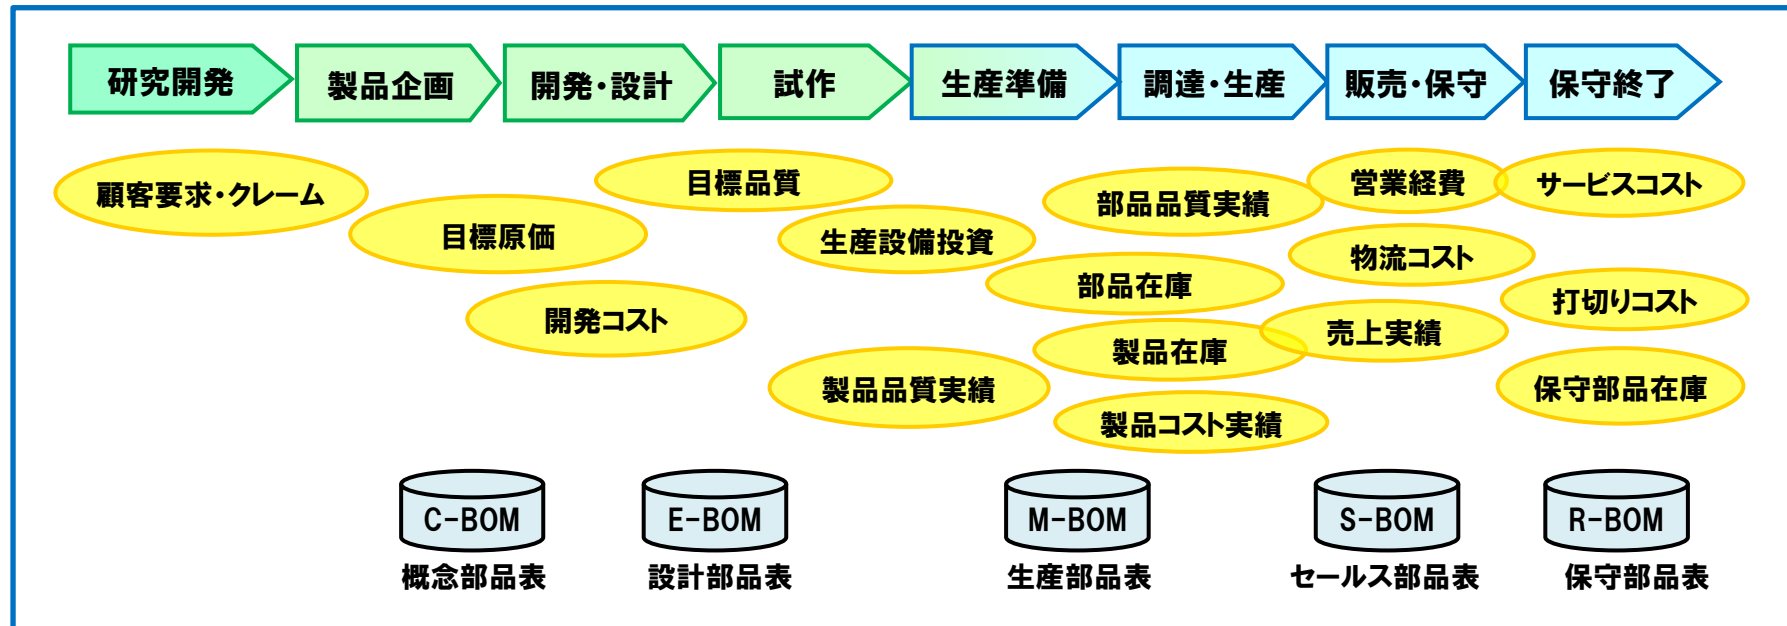 研究開発
製品企画
開発・設計
試作
生産準備
調達・生産
販売・保守
保守終了
顧客要求・クレーム
目標原価
開発コスト
目標品質
生産設備投資
製品品質実績
部品品質実績
部品在庫
製品在庫
製品コスト実績
営業経費
物流コスト
売上実績
サービスコスト
打切りコスト
保守部品在庫
C-BOM
概念部品表
E-BOM
設計部品表
M-BOM
生産部品表
S-BOM
セールス部品表
R-BOM
保守部品表